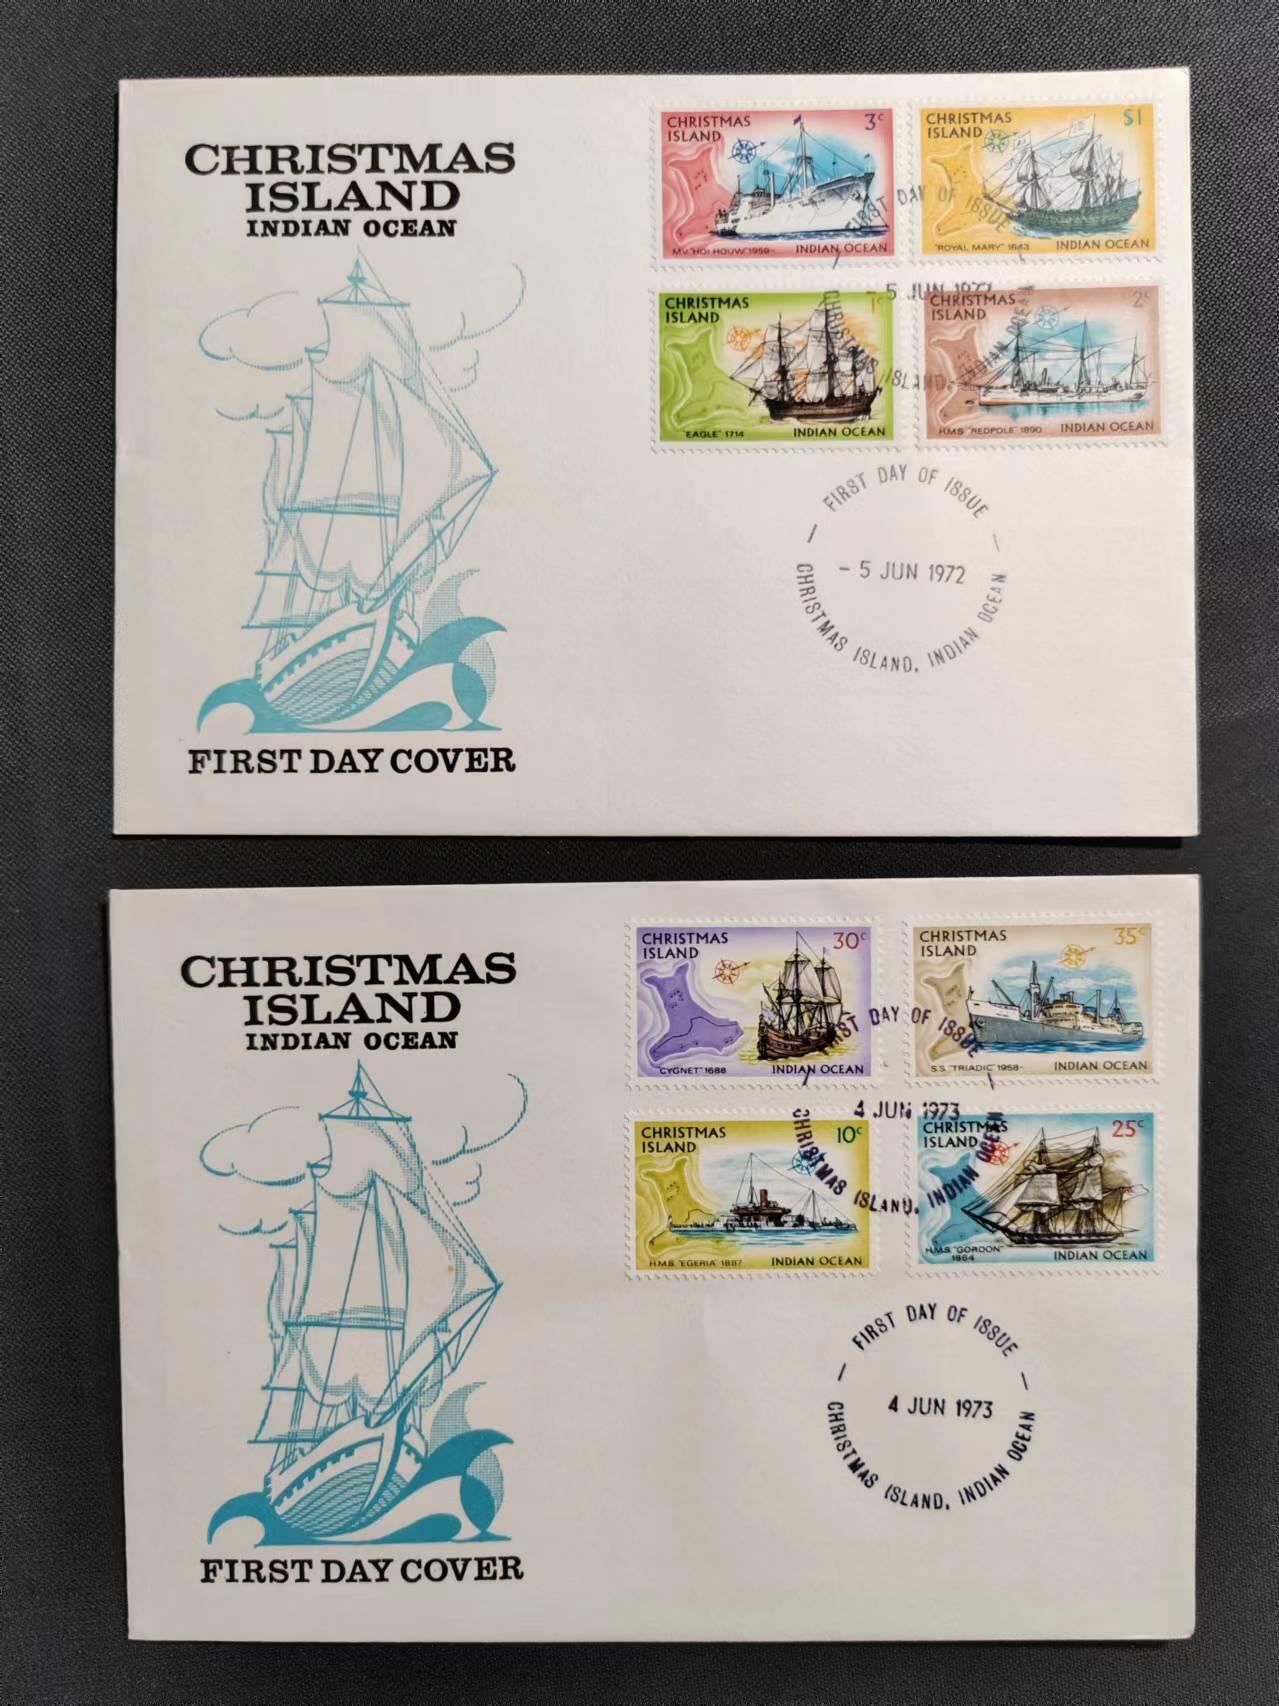 CHRISTMAS
ISLAND
INDIAN OCEAN
FIRST DAY COVER
CHRISTMAS
ISLAND
3c
M.V. "HOI HOUW" 1959-
INDIAN OCEAN
CHRISTMAS
ISLAND
$1
"ROYAL MARY" 1643
INDIAN OCEAN
CHRISTMAS
ISLAND
1c
"EAGLE" 1714
INDIAN OCEAN
CHRISTMAS
ISLAND
2c
H.M.S. "REDPOLE" 1890
INDIAN OCEAN
FIRST DAY OF ISSUE
- 5 JUN 1972
CHRISTMAS ISLAND, INDIAN OCEAN
FIRST DAY OF ISSUE
- 5 JUN 1972
CHRISTMAS ISLAND, INDIAN OCEAN
CHRISTMAS
ISLAND
INDIAN OCEAN
FIRST DAY COVER
CHRISTMAS
ISLAND
30c
"CYGNET" 1688
INDIAN OCEAN
CHRISTMAS
ISLAND
35c
S.S. "TRIADIC" 1958-
INDIAN OCEAN
CHRISTMAS
ISLAND
10c
H.M.S. "EGERIA" 1887
INDIAN OCEAN
CHRISTMAS
ISLAND
25c
H.M.S. "GORDON"
1864
INDIAN OCEAN
FIRST DAY OF ISSUE
4 JUN 1973
CHRISTMAS ISLAND, INDIAN OCEAN
FIRST DAY OF ISSUE
4 JUN 1973
CHRISTMAS ISLAND, INDIAN OCEAN